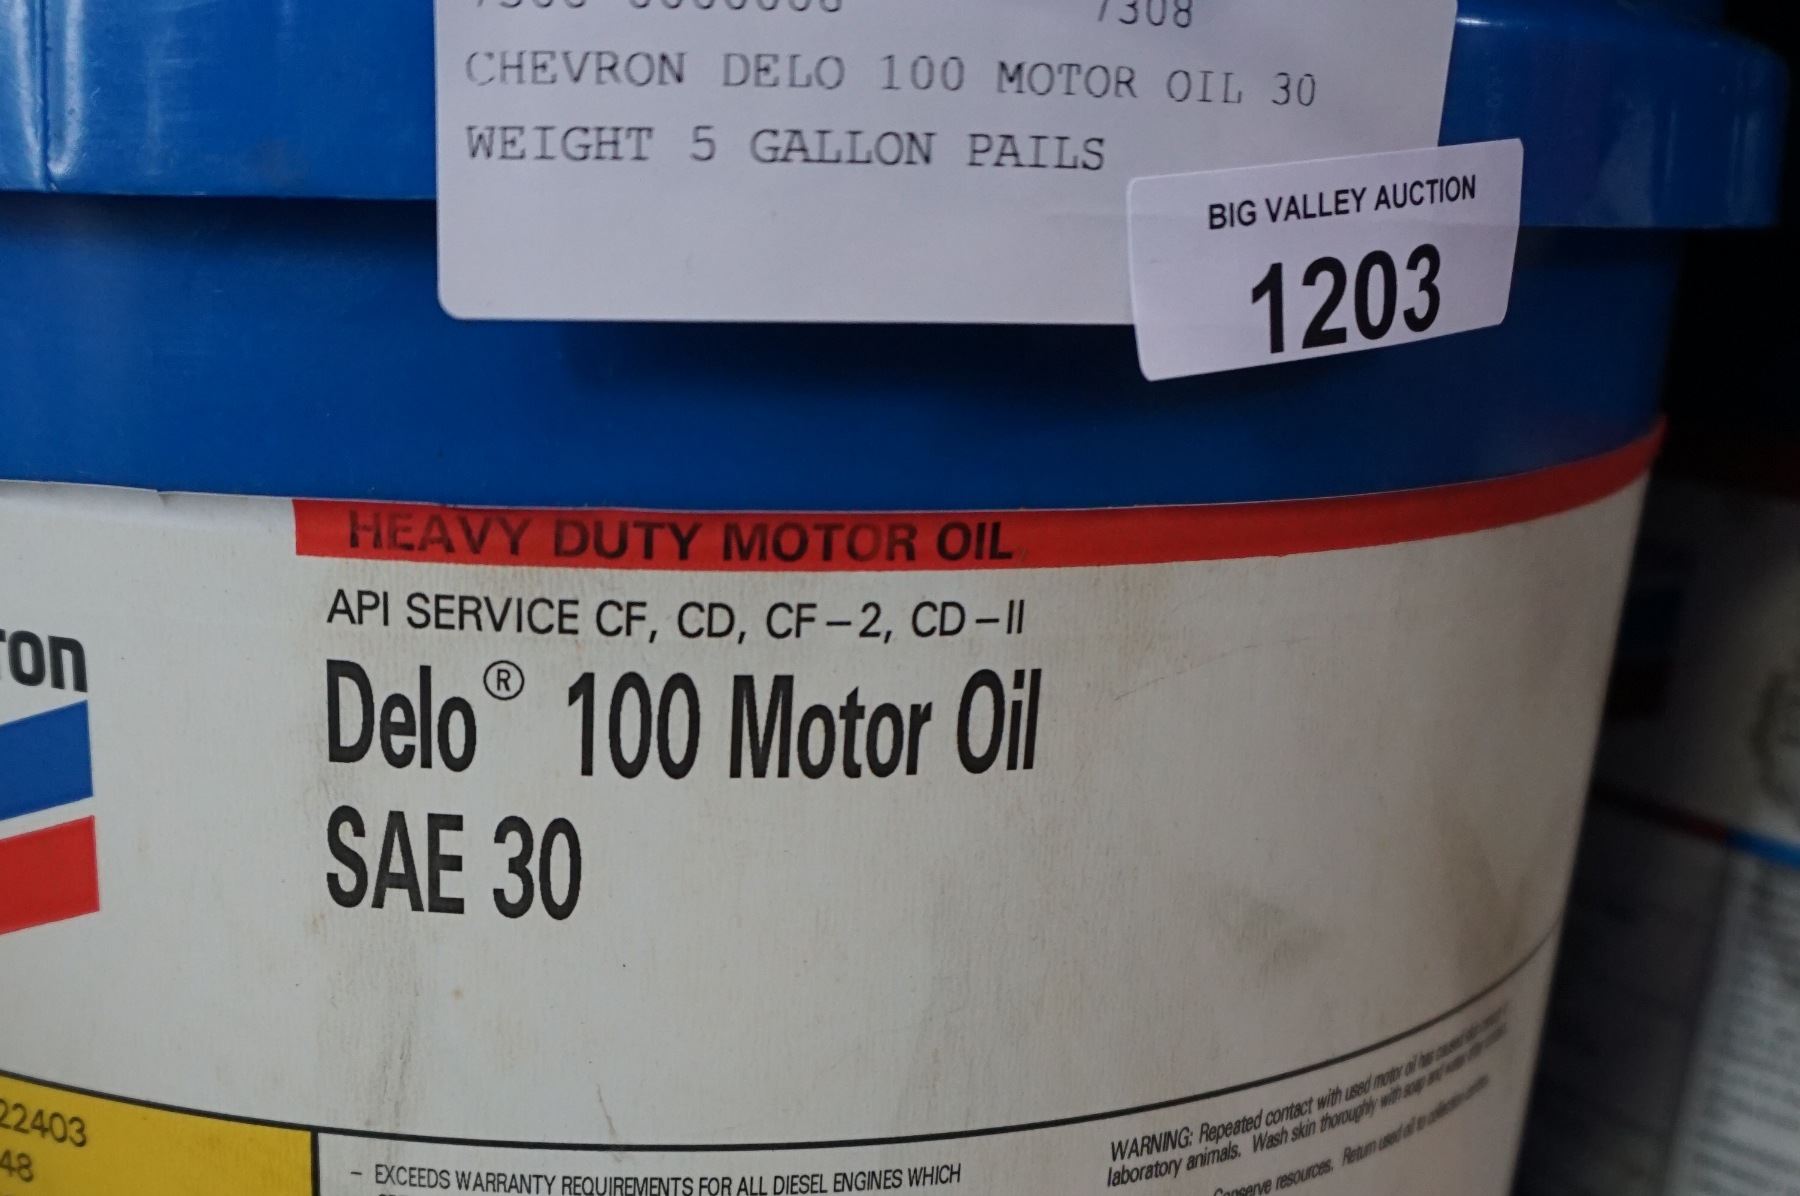 7308
CHEVRON DELO 100 MOTOR OIL 30
WEIGHT 5 GALLON PAILS
BIG VALLEY AUCTION
1203
HEAVY DUTY MOTOR OIL
API SERVICE CF, CD, CF-2, CD-II
ron
Delo® 100 Motor Oil
SAE 30
22403
48
- EXCEEDS WARRANTY REQUIREMENTS FOR ALL DIESEL ENGINES WHICH
WARNING: Repeated contact with used motor oil has caused
laboratory animals. Wash skin thoroughly with soap and water
conserve resources. Return used oil to collection centers.